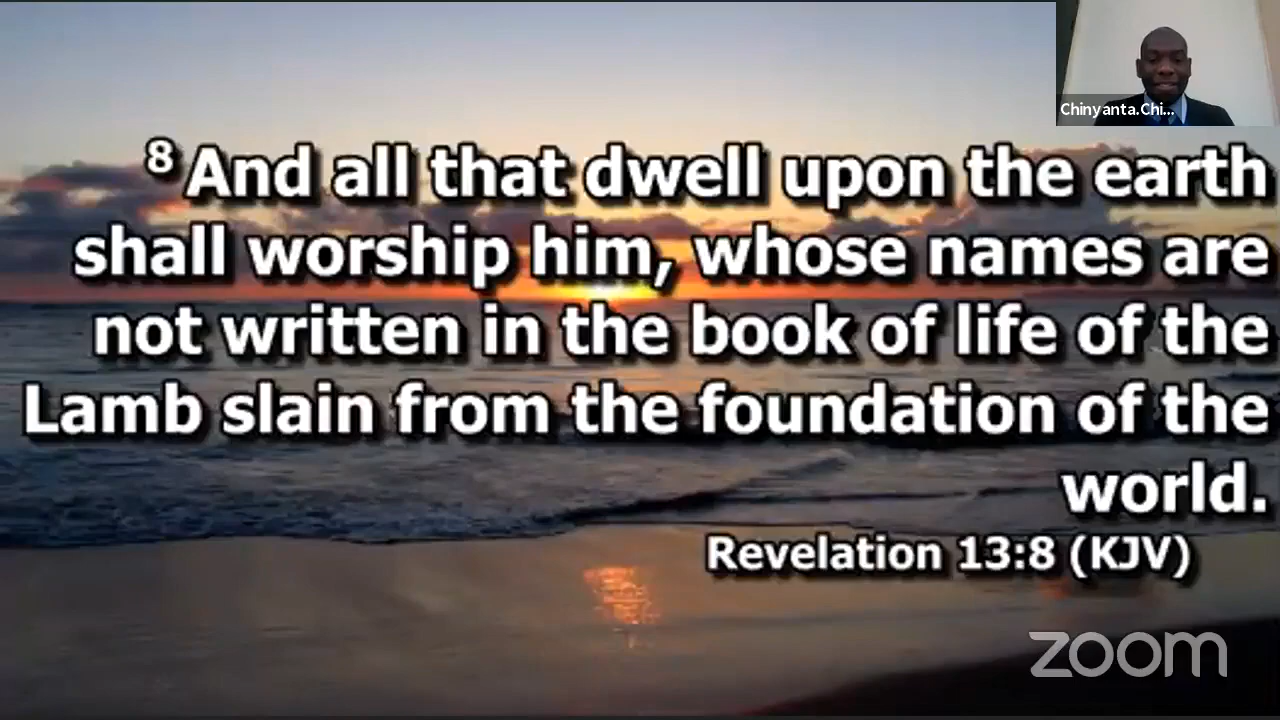 Chinyanta.Chi...
8 And all that dwell upon the earth
shall worship him, whose names are
not written in the book of life of the
Lamb slain from the foundation of the
world.
Revelation 13:8 (KJV)
zoom